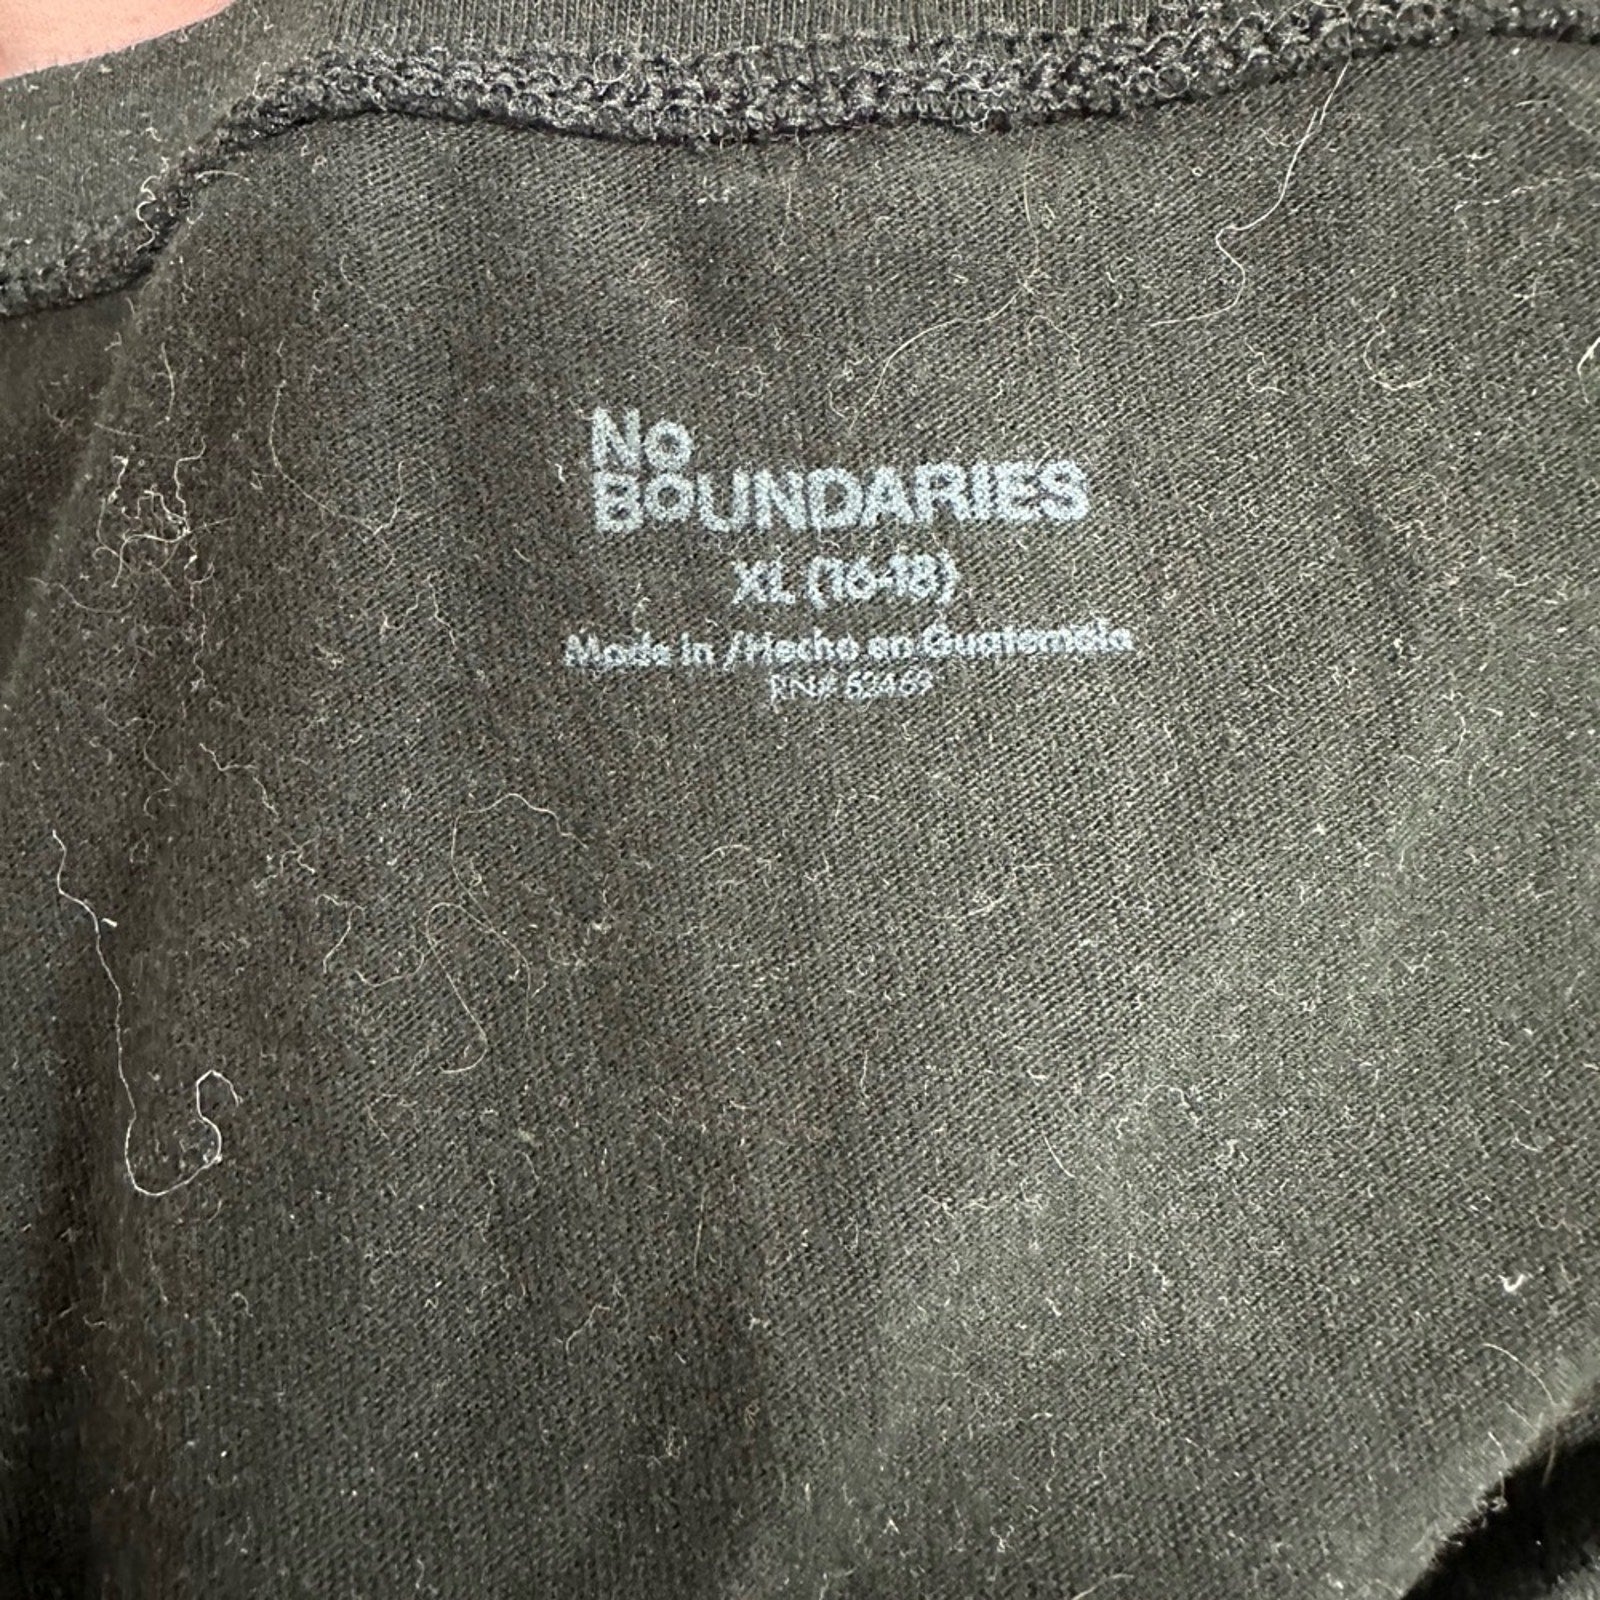 No
BOUNDARIES
XL (16-18)
Made in /Hecho en Guatemala
RN# 52469